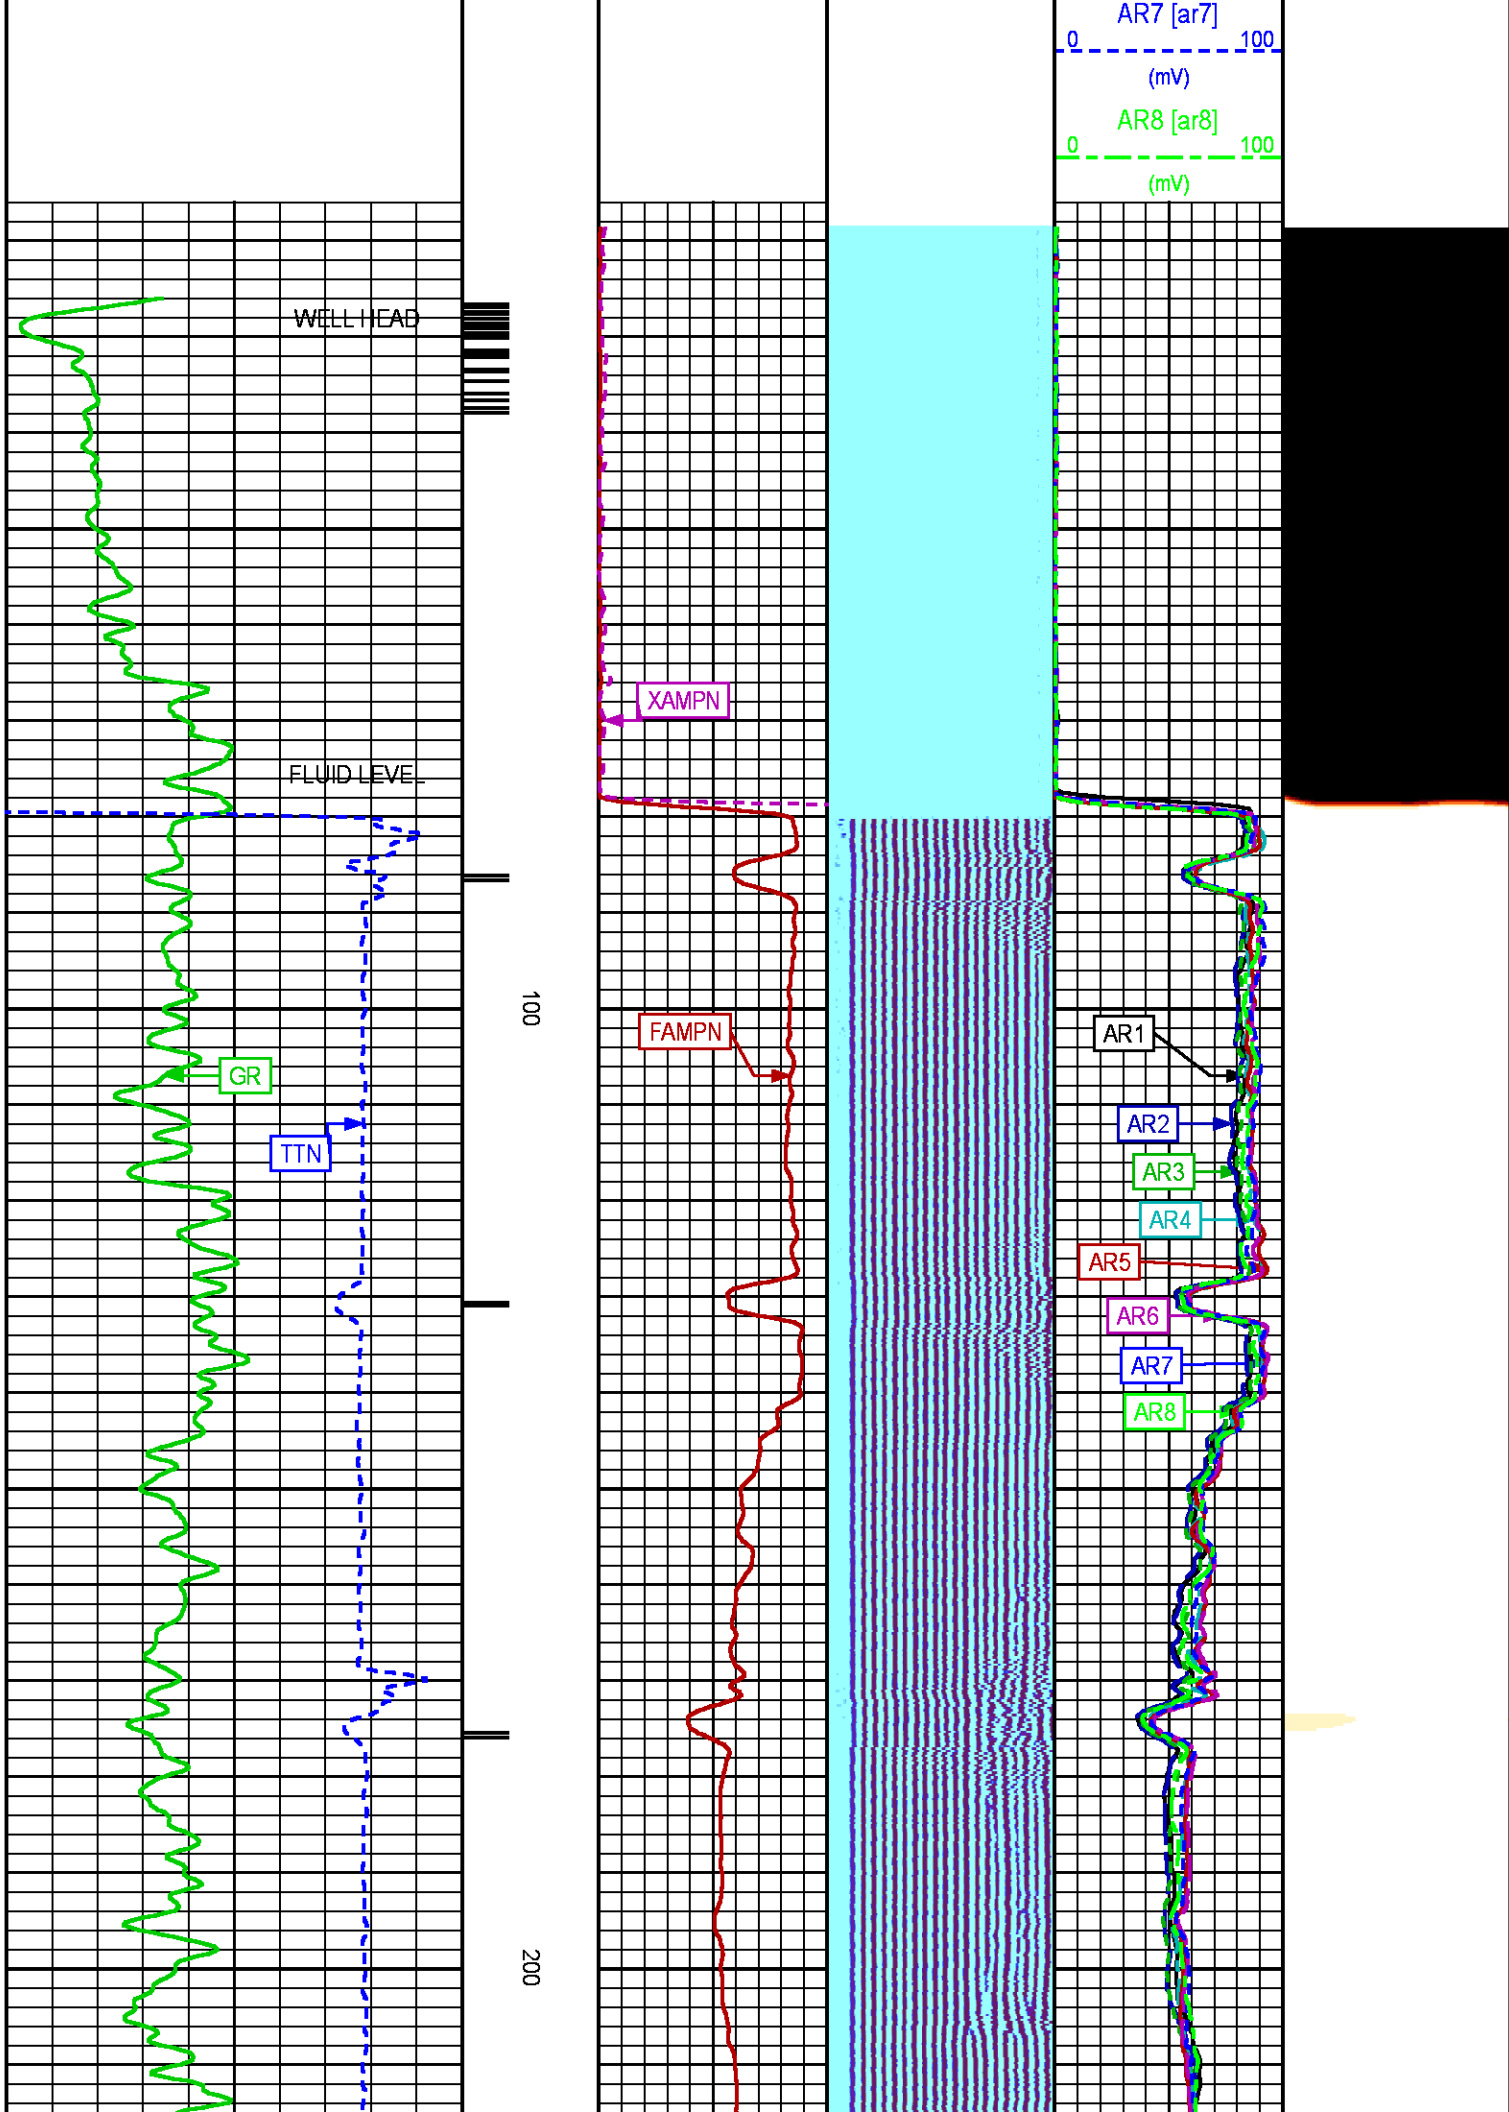 AR7 [ar7]
0 100
(mV)
AR8 [ar8]
0 100
(mV)
WELL HEAD
XAMPN
FLUID LEVEL
100
FAMPN
AR1
GR
AR2
TTN
AR3
AR4
AR5
AR6
AR7
AR8
200